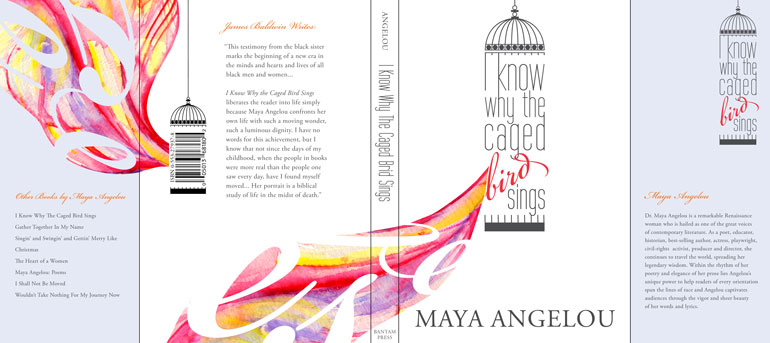 Other Books by Maya Angelou
I Know Why The Caged Bird Sings
Gather Together In My Name
Singin' and Swingin' and Gettin' Merry Like
Christmas
The Heart of a Women
Maya Angelou: Poems
I Shall Not Be Moved
Wouldn't Take Nothing For My Journey Now
James Baldwin Writes:
"This testimony from the black sister
marks the beginning of a new era in
the minds and hearts and lives of all
black men and women...
I Know Why the Caged Bird Sings
liberates the reader into life simply
because Maya Angelou confronts her
own life with such a moving wonder,
such a luminous dignity. I have no
words for this achievement, but I
know that not since the days of my
childhood, when the people in books
were more real than the people one
saw every day, have I found myself
moved... Her portrait is a biblical
study of life in the midst of death."
ANGELOU
I Know Why The Caged Bird Sings
BANTAM
PRESS
I Know
why the
caged
bird
sings
MAYA ANGELOU
I Know
why the
caged
bird
sings
Maya Angelou
Dr. Maya Angelou is a remarkable Renaissance
woman who is hailed as one of the great voices
of contemporary literature. As a poet, educator,
historian, best-selling author, actress, playwright,
civil-rights activist, producer and director, she
continues to travel the world, spreading her
legendary wisdom. Within the rhythm of her
poetry and elegance of her prose lies Angelou's
unique power to help readers of every orientation
span the lines of race and Angelou captivates
audiences through the vigor and sheer beauty
of her words and lyrics.